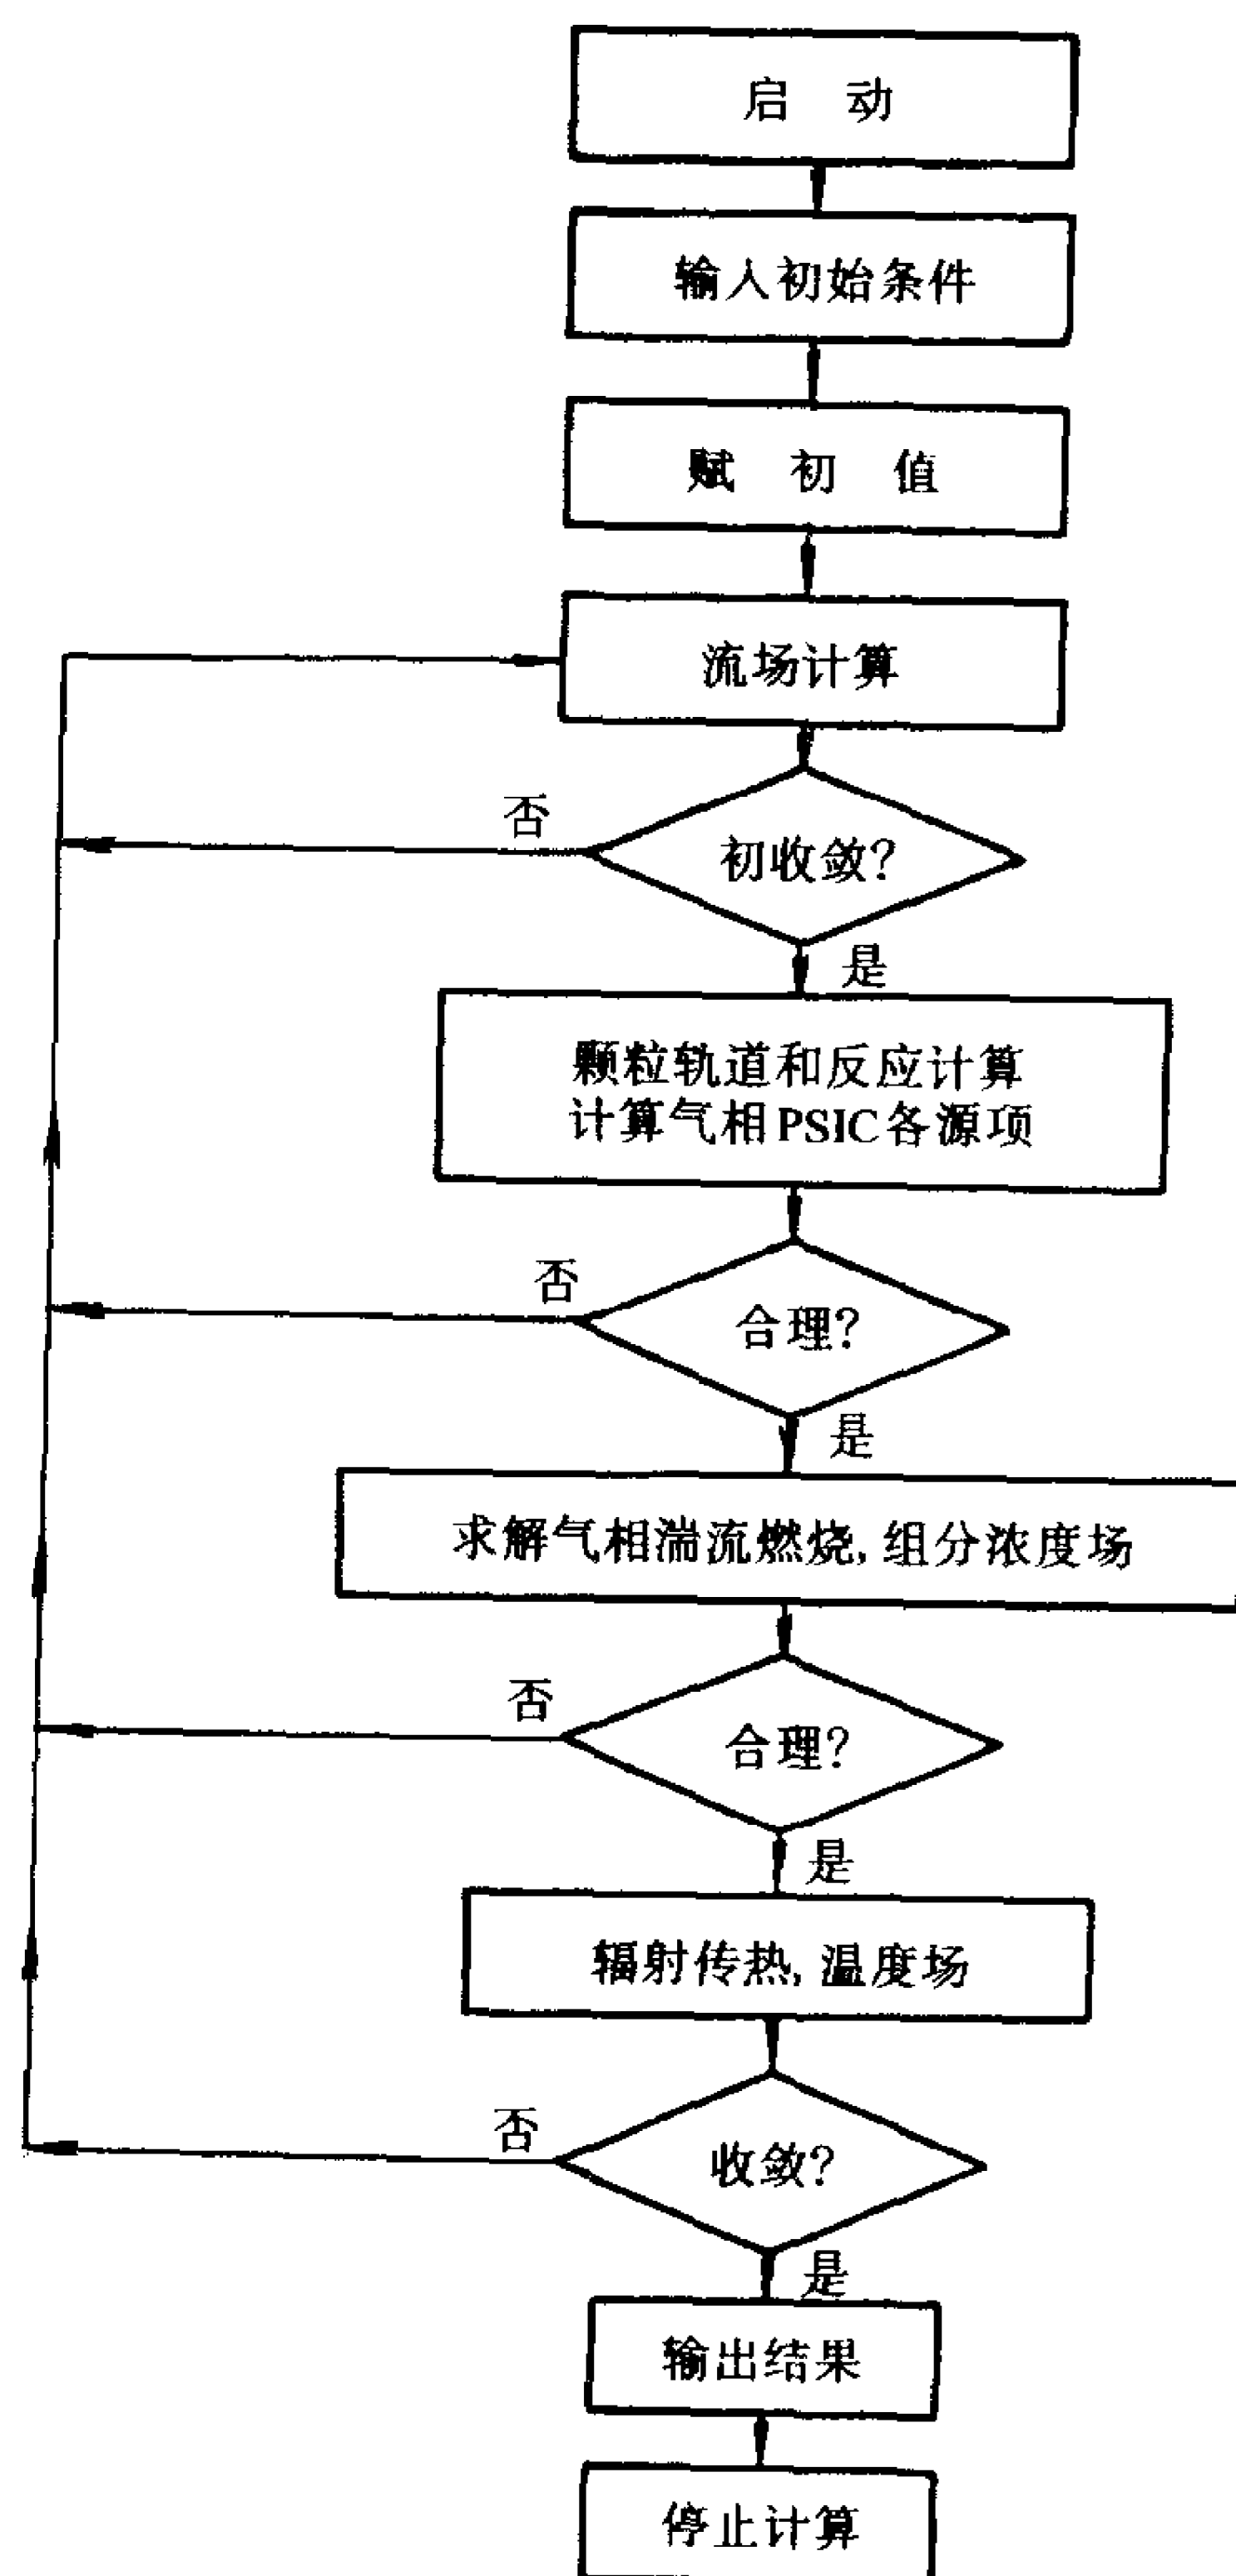 启 动
输入初始条件
赋 初 值
流场计算
否
初收敛?
是
颗粒轨道和反应计算
计算气相PSIC各源项
否
合理?
是
求解气相湍流燃烧,组分浓度场
否
合理?
是
辐射传热,温度场
否
收敛?
是
输出结果
停止计算